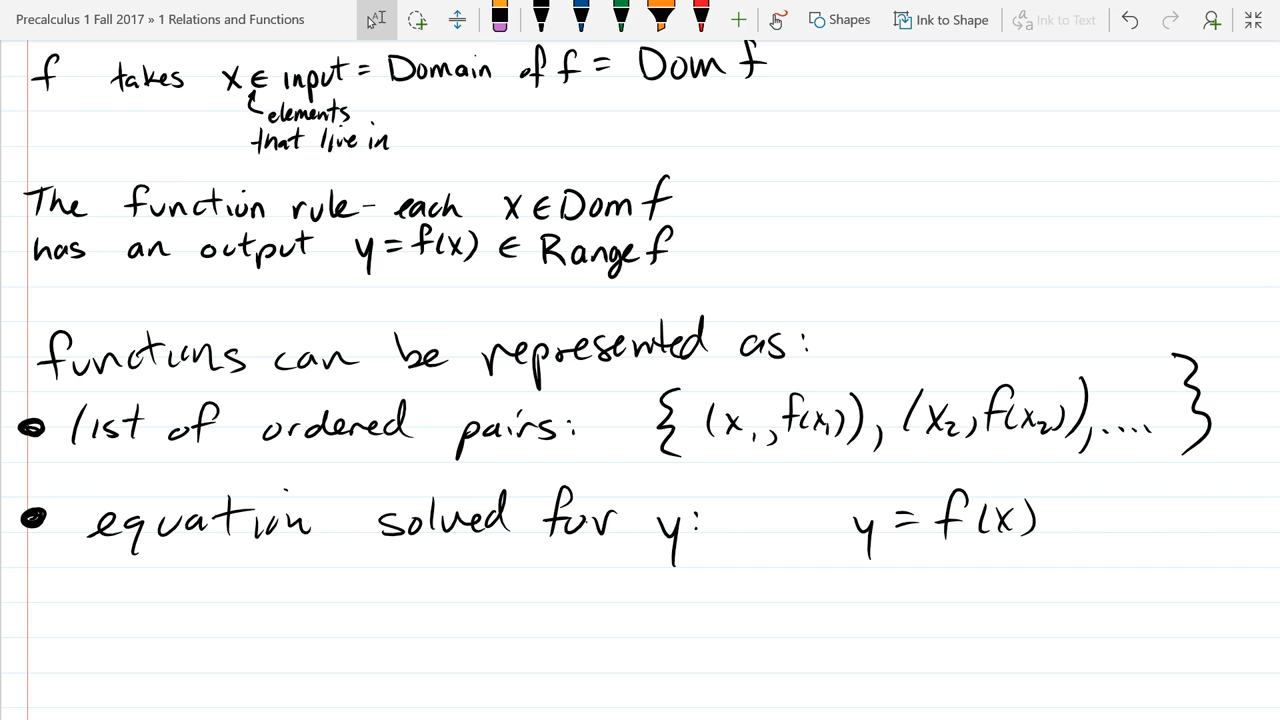 Precalculus 1 Fall 2017 » 1 Relations and Functions
Shapes
Ink to Shape
Ink to Text
f takes x ∈ input = Domain of f = Dom f
elements
that live in
The function rule - each x ∈ Dom f
has an output y = f(x) ∈ Range f
functions can be represented as:
• list of ordered pairs: { (x₁, f(x₁)), (x₂, f(x₂)), .... }
• equation solved for y: y = f(x)